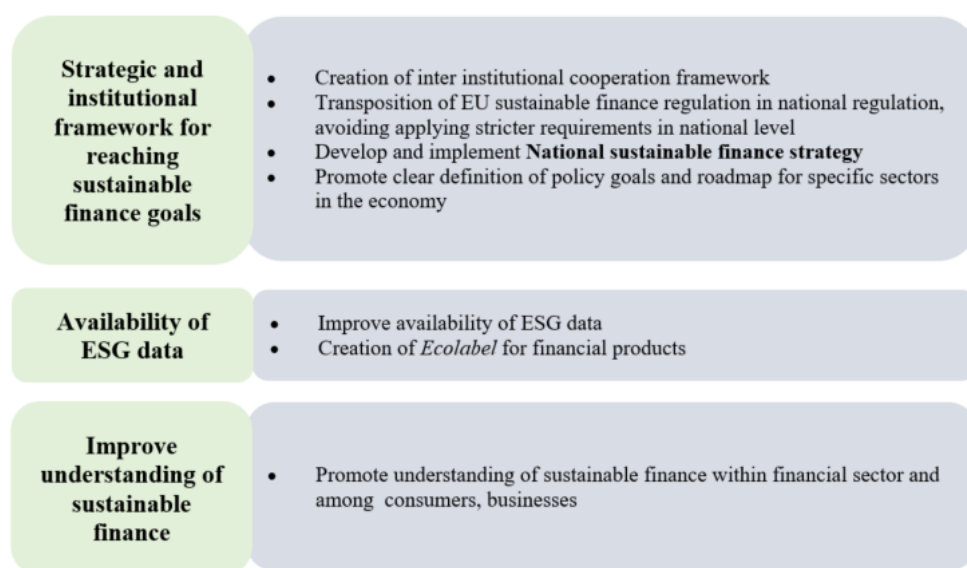 Strategic and
institutional
framework for
reaching
sustainable
finance goals
• Creation of inter institutional cooperation framework
• Transposition of EU sustainable finance regulation in national regulation,
avoiding applying stricter requirements in national level
• Develop and implement National sustainable finance strategy
• Promote clear definition of policy goals and roadmap for specific sectors
in the economy
Availability of
ESG data
• Improve availability of ESG data
• Creation of Ecolabel for financial products
Improve
understanding of
sustainable
finance
• Promote understanding of sustainable finance within financial sector and
among consumers, businesses